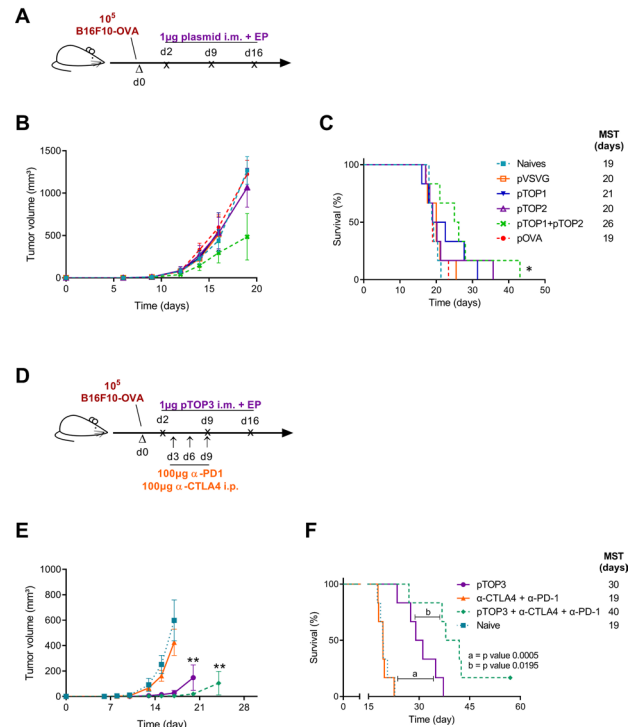 A
10⁵
B16F10-OVA
1µg plasmid i.m. + EP
d2 d9 d16
x x x
Δ
d0
B
Tumor volume (mm³)
1500
1000
500
0
0 5 10 15 20
Time (days)
C
MST
(days)
Naives 19
pVSVG 20
pTOP1 21
pTOP2 20
pTOP1+pTOP2 26
pOVA 19
Survival (%)
100
50
0
*
0 10 20 30 40 50
Time (days)
D
10⁵
B16F10-OVA
1µg pTOP3 i.m. + EP
d2 d9 d16
x x x
Δ
d0
d3 d6 d9
100µg α-PD1
100µg α-CTLA4 i.p.
E
Tumor volume (mm³)
1000
800
600
400
200
0
** **
0 7 14 21 28
Time (day)
F
MST
(days)
pTOP3 30
α-CTLA4 + α-PD-1 19
pTOP3 + α-CTLA4 + α-PD-1 40
Naive 19
Survival (%)
100
50
0
b
a = p value 0.0005
b = p value 0.0195
a
0 15 15 30 45 60
Time (day)